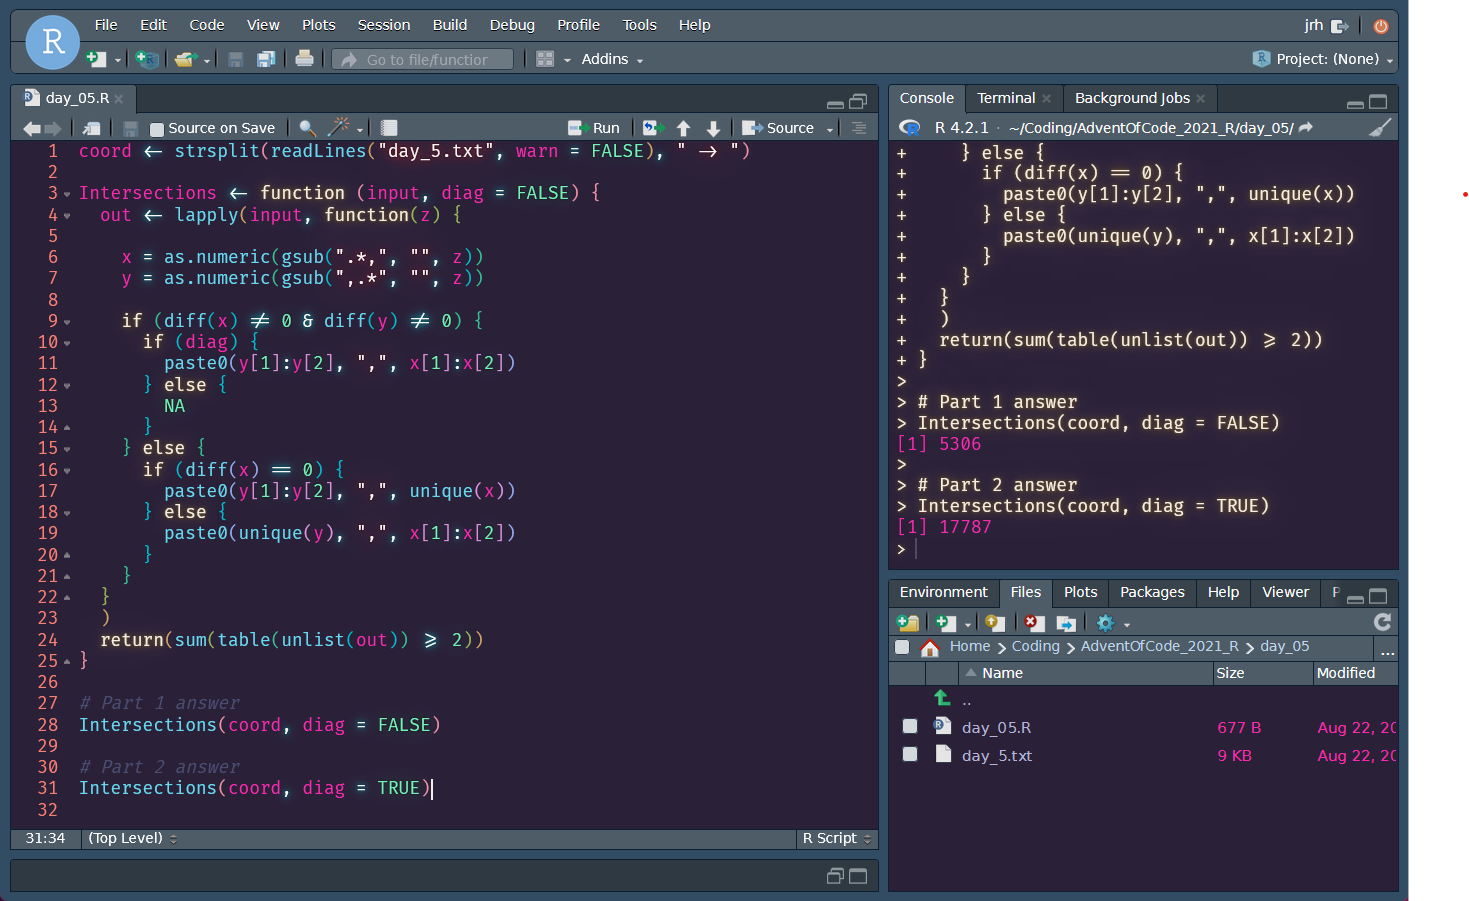 File Edit Code View Plots Session Build Debug Profile Tools Help jrh
R
Go to file/function Addins Project: (None)
day_05.R
Source on Save Run Source
1 coord <- strsplit(readLines("day_5.txt", warn = FALSE), " -> ")
2
3 Intersections <- function (input, diag = FALSE) {
4 out <- lapply(input, function(z) {
5
6 x = as.numeric(gsub(".*,", "", z))
7 y = as.numeric(gsub(",.*", "", z))
8
9 if (diff(x) != 0 & diff(y) != 0) {
10 if (diag) {
11 paste0(y[1]:y[2], ",", x[1]:x[2])
12 } else {
13 NA
14 }
15 } else {
16 if (diff(x) == 0) {
17 paste0(y[1]:y[2], ",", unique(x))
18 } else {
19 paste0(unique(y), ",", x[1]:x[2])
20 }
21 }
22 }
23 )
24 return(sum(table(unlist(out)) >= 2))
25 }
26
27 # Part 1 answer
28 Intersections(coord, diag = FALSE)
29
30 # Part 2 answer
31 Intersections(coord, diag = TRUE)
32
31:34 (Top Level) R Script
Console Terminal Background Jobs
R 4.2.1 · ~/Coding/AdventOfCode_2021_R/day_05/
+ } else {
+ if (diff(x) == 0) {
+ paste0(y[1]:y[2], ",", unique(x))
+ } else {
+ paste0(unique(y), ",", x[1]:x[2])
+ }
+ }
+ }
+ )
+ return(sum(table(unlist(out)) >= 2))
+ }
>
> # Part 1 answer
> Intersections(coord, diag = FALSE)
[1] 5306
>
> # Part 2 answer
> Intersections(coord, diag = TRUE)
[1] 17787
>
Environment Files Plots Packages Help Viewer P
Home Coding AdventOfCode_2021_R day_05 ...
Name Size Modified
..
day_05.R 677 B Aug 22, 20
day_5.txt 9 KB Aug 22, 20